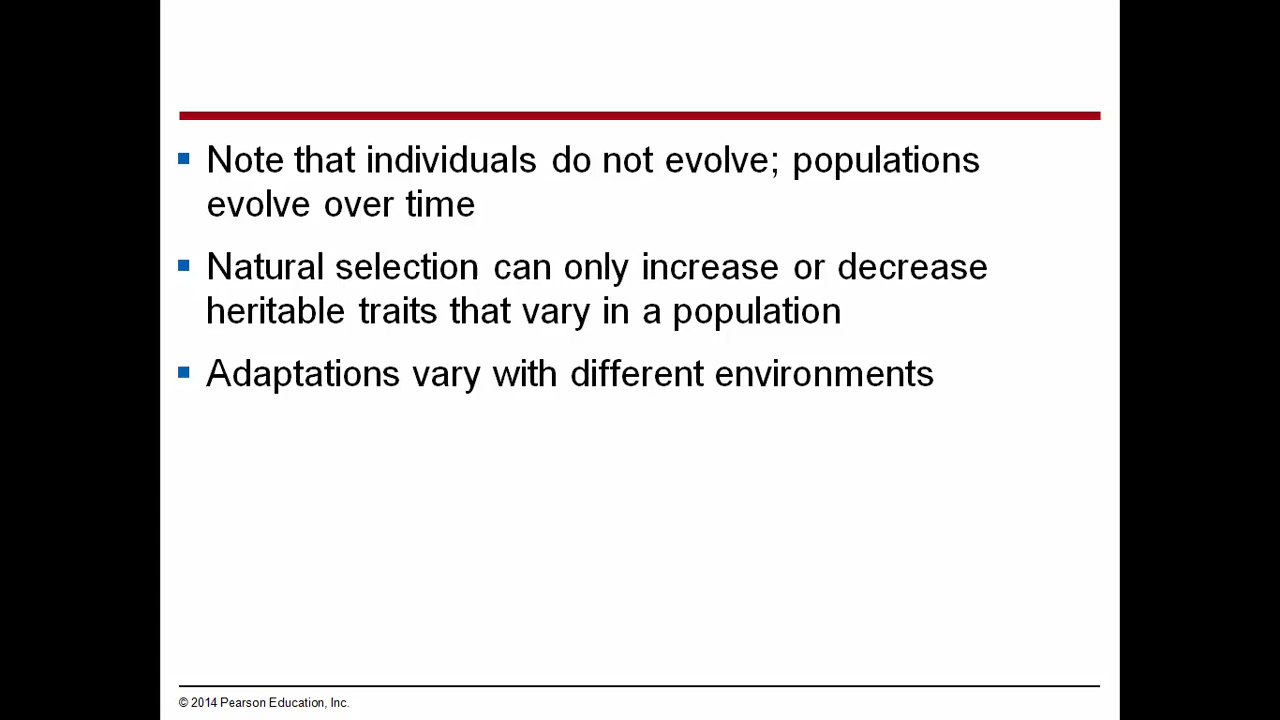 Note that individuals do not evolve; populations
evolve over time
Natural selection can only increase or decrease
heritable traits that vary in a population
Adaptations vary with different environments
© 2014 Pearson Education, Inc.